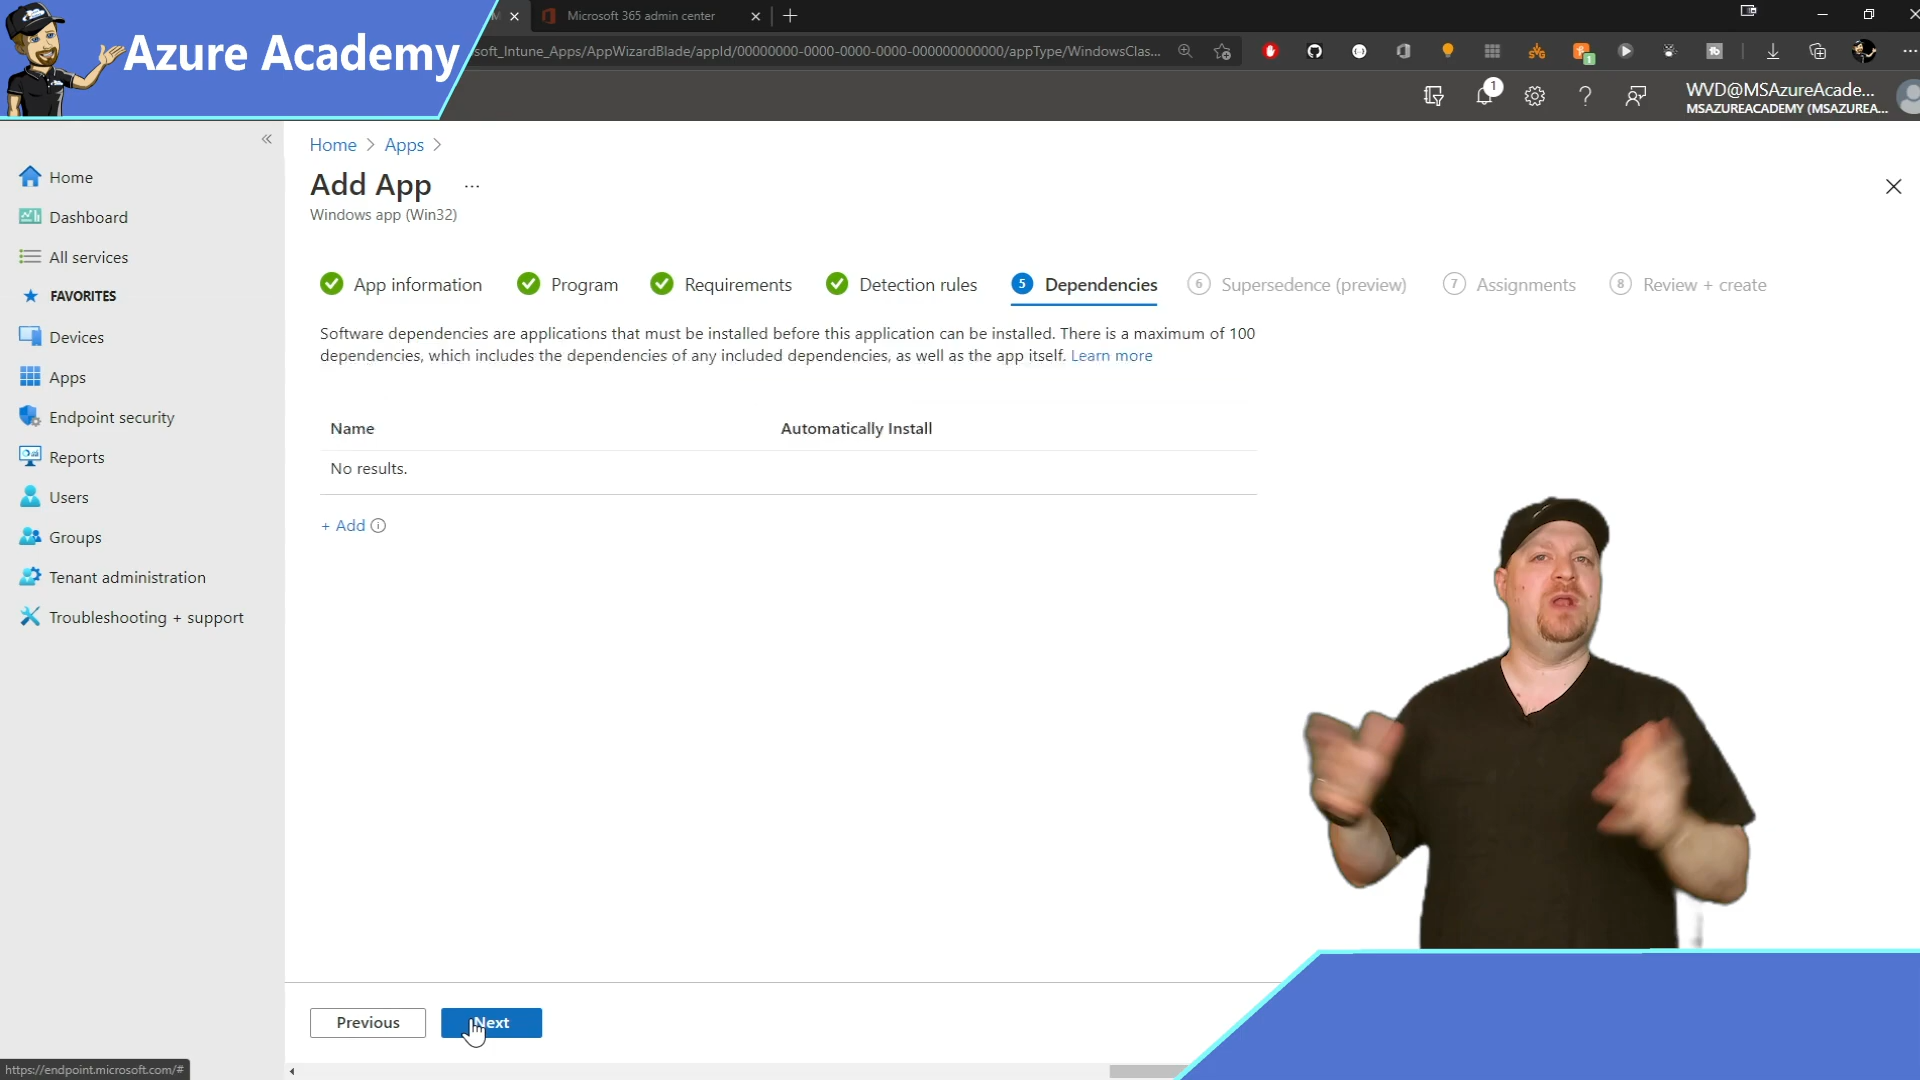 Azure Academy
Microsoft 365 admin center
soft_Intune_Apps/AppWizardBlade/appId/00000000-0000-0000-0000-000000000000/appType/WindowsClas...
1
1
WVD@MSAzureAcade...
MSAZUREACADEMY (MSAZUREA...
«
Home
Dashboard
All services
FAVORITES
Devices
Apps
Endpoint security
Reports
Users
Groups
Tenant administration
Troubleshooting + support
Home > Apps >
Add App ...
Windows app (Win32)
App information
Program
Requirements
Detection rules
5 Dependencies
6 Supersedence (preview)
7 Assignments
8 Review + create
Software dependencies are applications that must be installed before this application can be installed. There is a maximum of 100
dependencies, which includes the dependencies of any included dependencies, as well as the app itself. Learn more
Name
Automatically Install
No results.
+ Add
Previous
Next
https://endpoint.microsoft.com/#